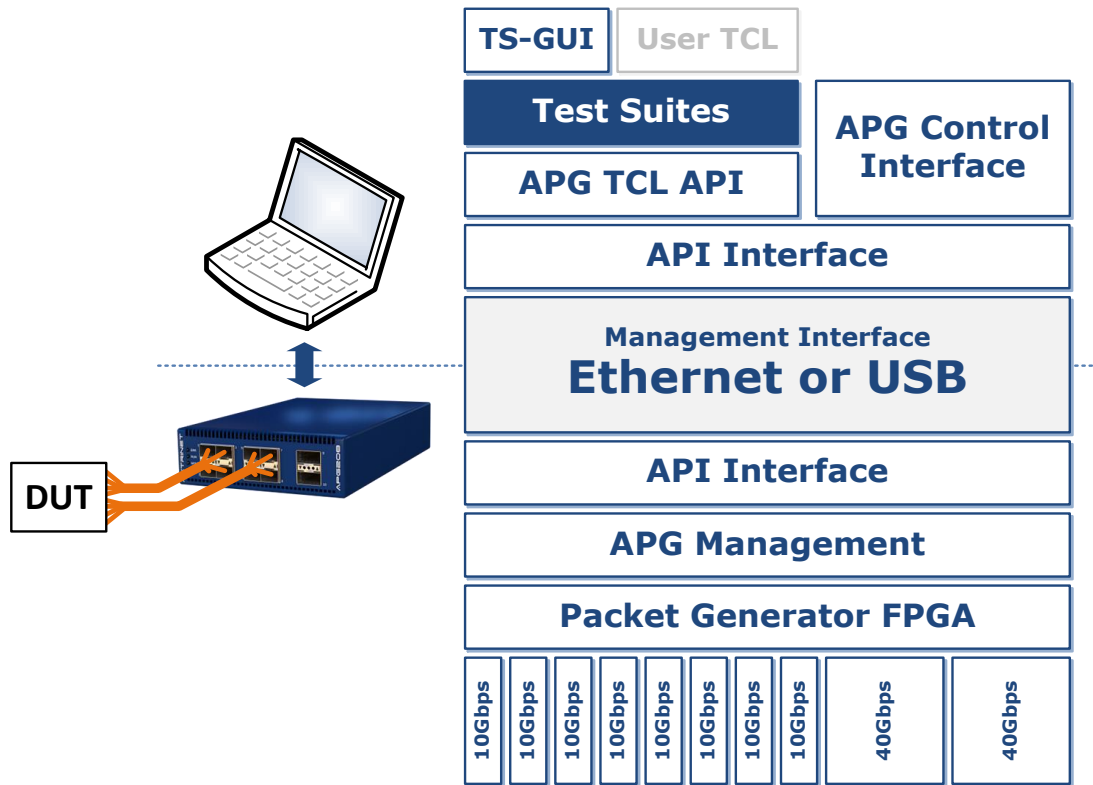 TS-GUI
User TCL
Test Suites
APG Control
Interface
APG TCL API
API Interface
Management Interface
Ethernet or USB
API Interface
DUT
APG Management
Packet Generator FPGA
10Gbps
10Gbps
10Gbps
10Gbps
10Gbps
10Gbps
10Gbps
10Gbps
40Gbps
40Gbps